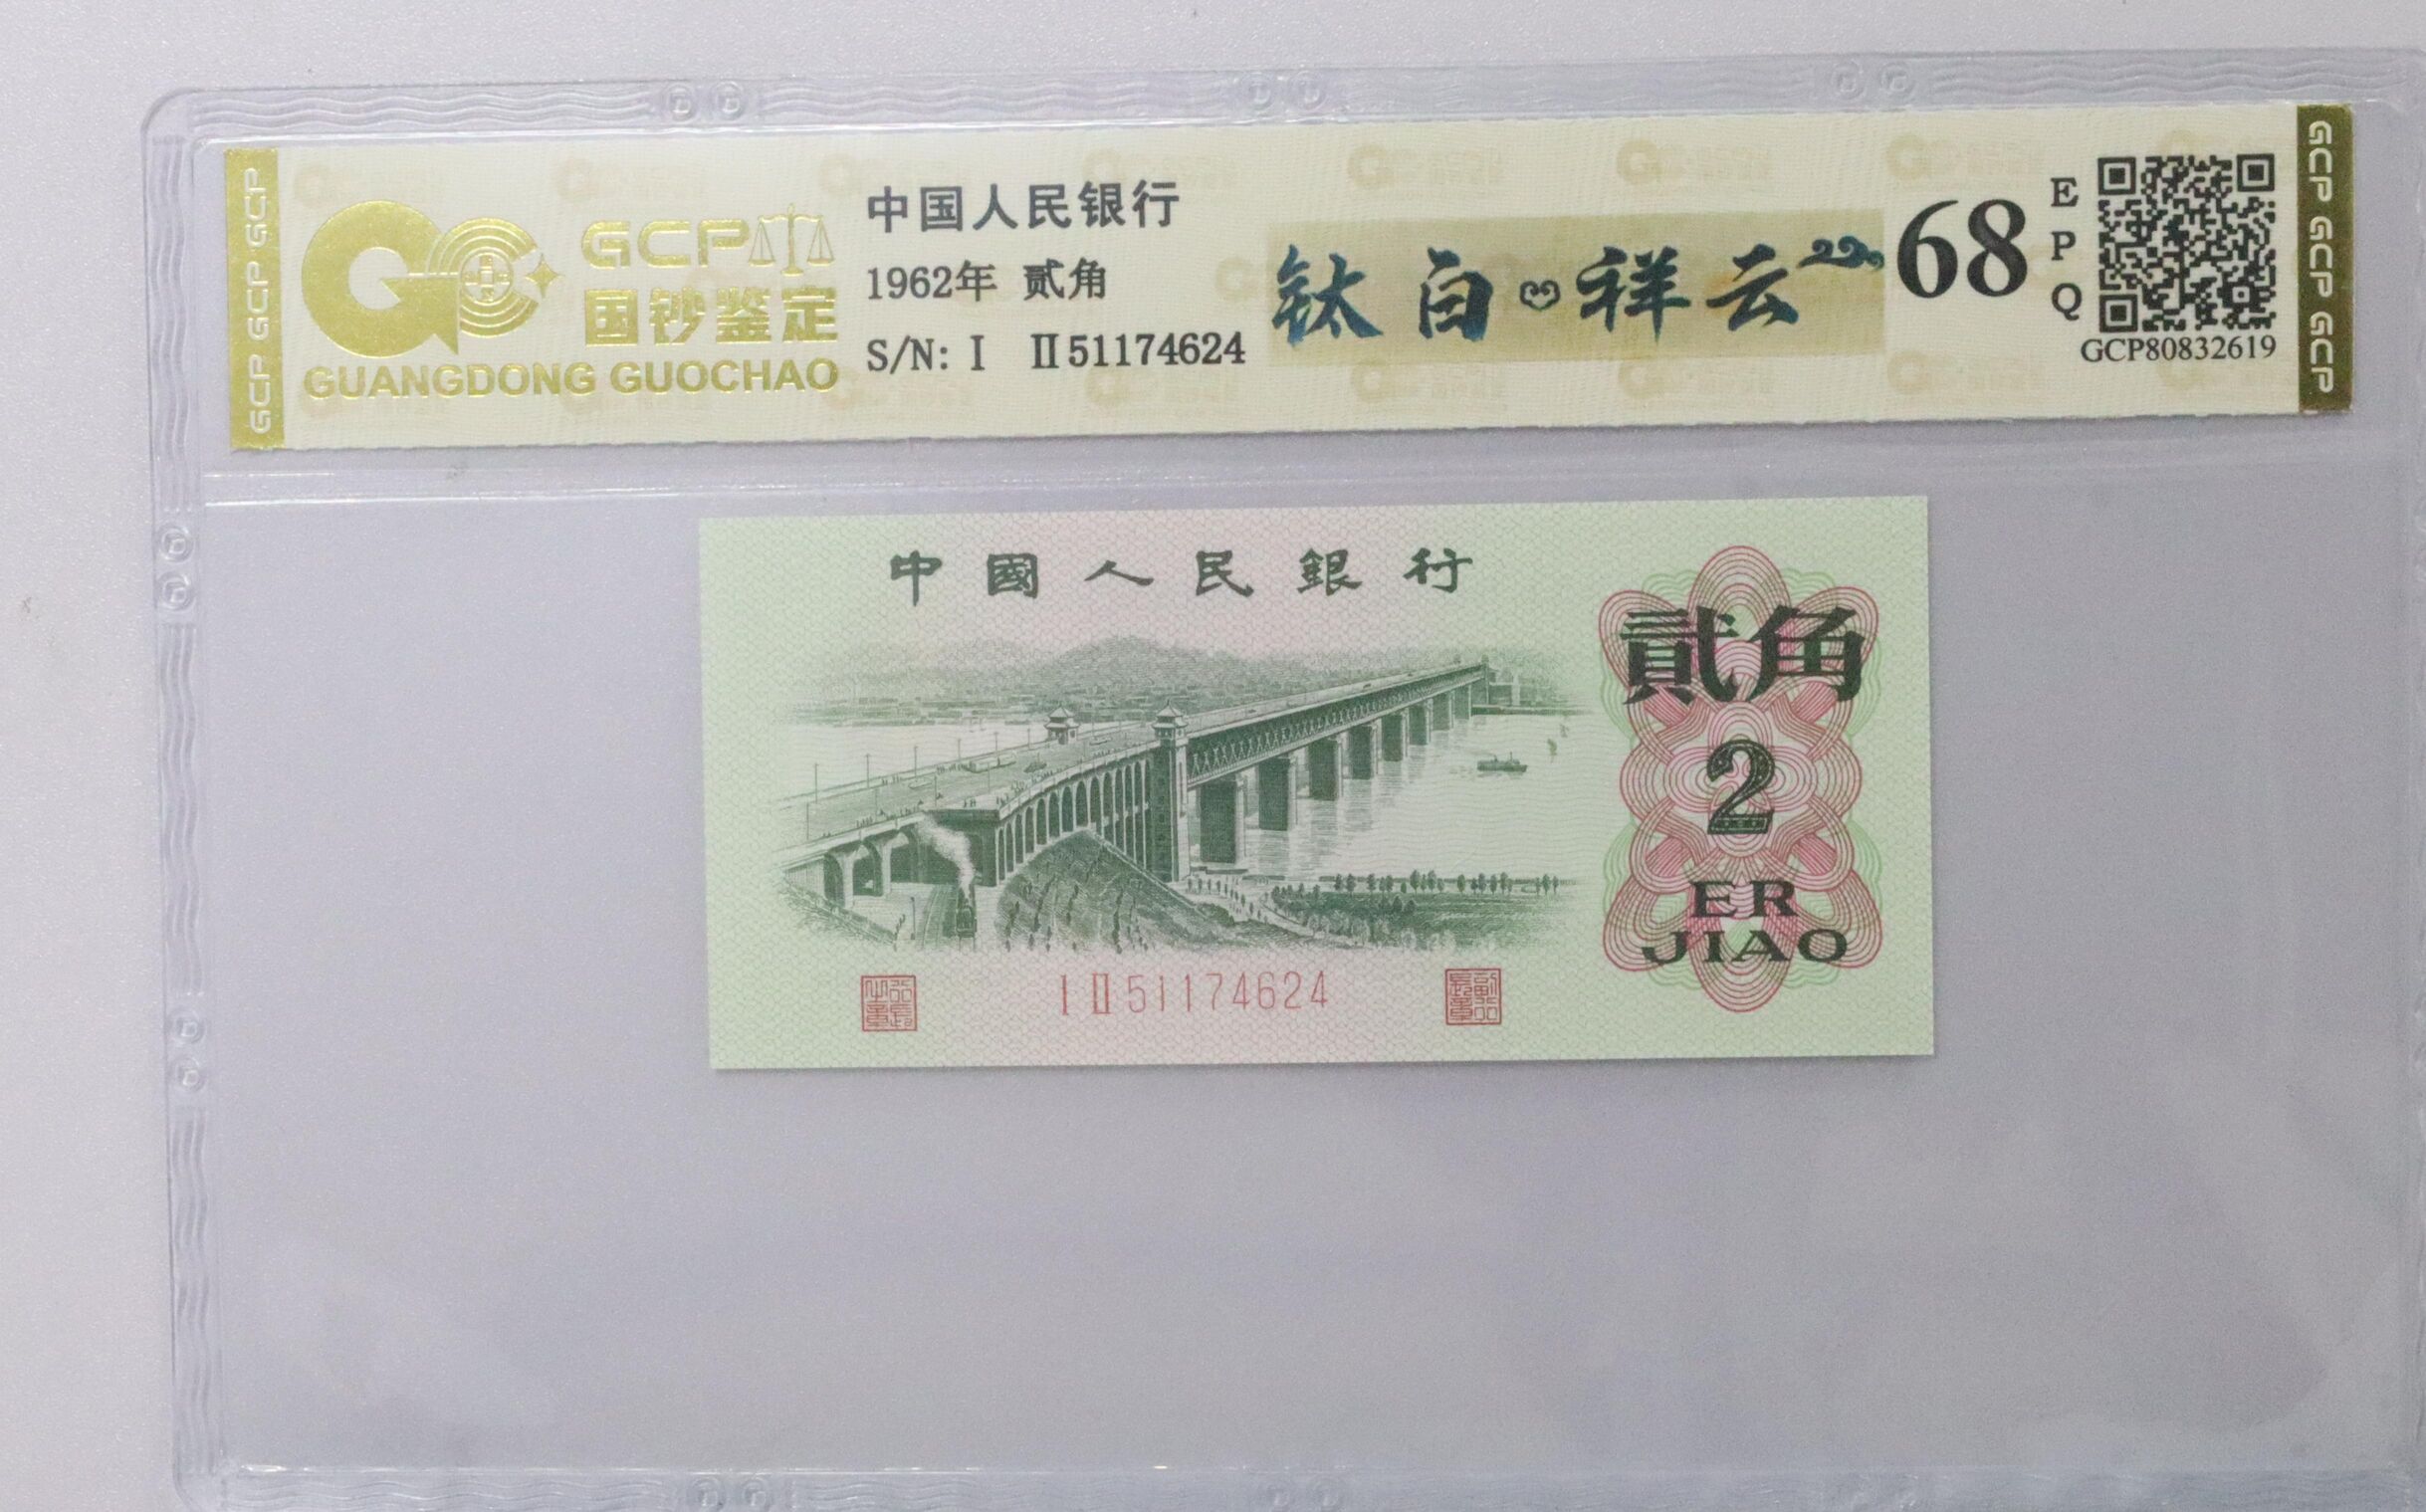 GCP GCP GCP
GCP
国钞鉴定
GUANGDONG GUOCHAO
中国人民银行
1962年 贰角
S/N: I II51174624
钛白祥云
68
EPQ
GCP80832619
GCP GCP GCP
中國人民銀行
貳角
2
ER
JIAO
I II 51174624